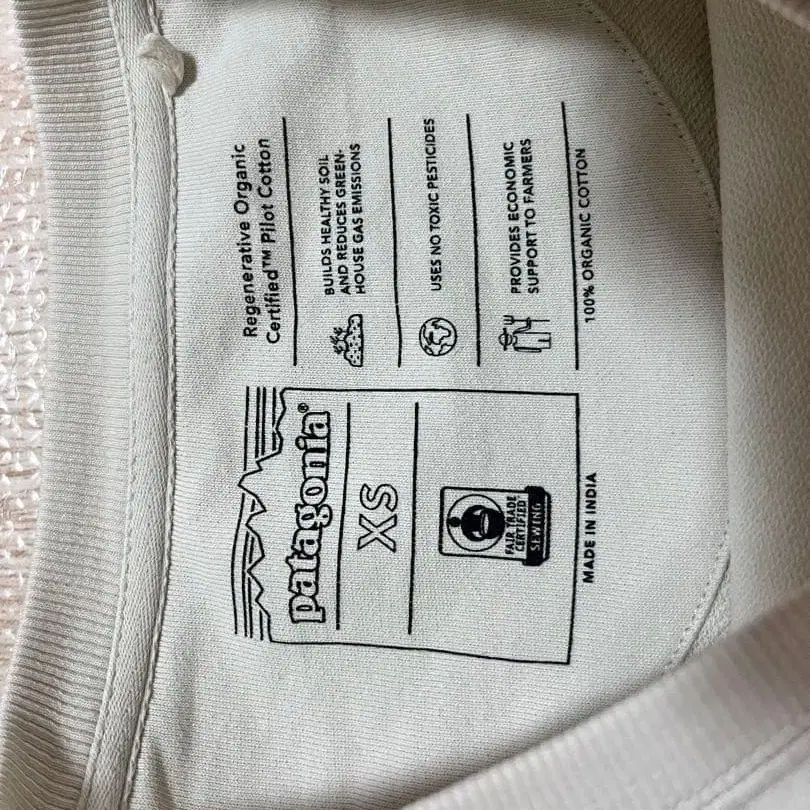 patagonia®
XS
FAIR TRADE
CERTIFIED
SEWING
MADE IN INDIA
Regenerative Organic
Certified™ Pilot Cotton
BUILDS HEALTHY SOIL
AND REDUCES GREEN-
HOUSE GAS EMISSIONS
USES NO TOXIC PESTICIDES
PROVIDES ECONOMIC
SUPPORT TO FARMERS
100% ORGANIC COTTON